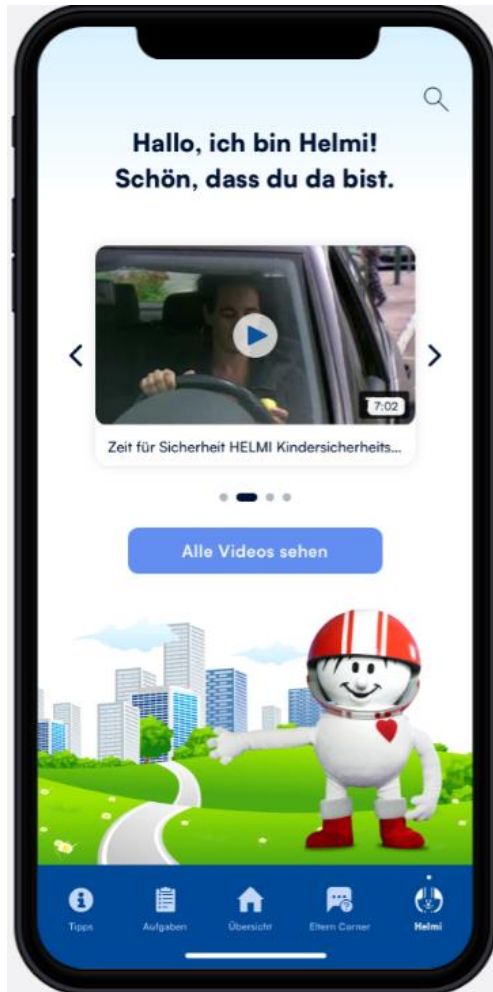 Hallo, ich bin Helmi!
Schön, dass du da bist.
7:02
Zeit für Sicherheit HELMI Kindersicherheits...
Alle Videos sehen
Tipps
Aufgaben
Übersicht
Eltern Corner
Helmi